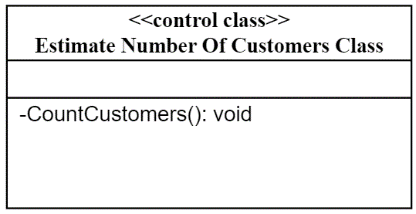 <<control class>>
Estimate Number Of Customers Class
-CountCustomers(): void